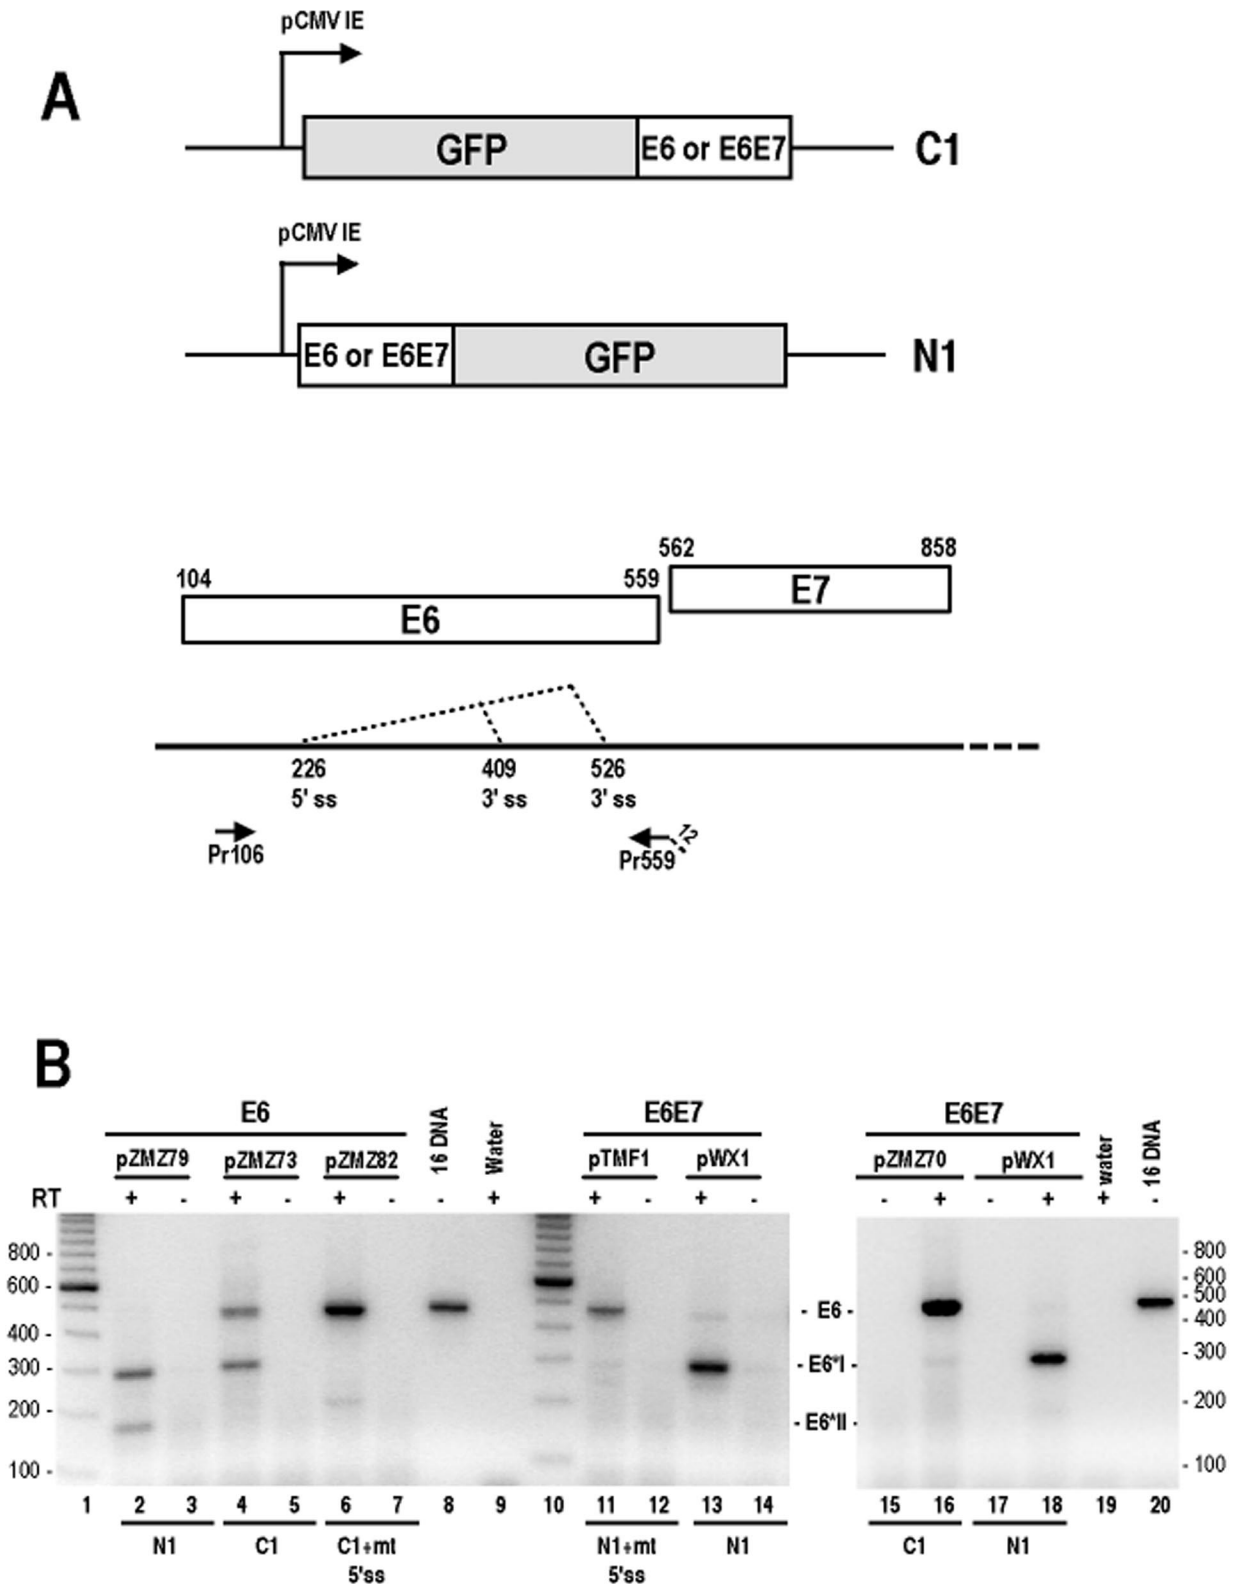 A
pCMV IE
GFP
E6 or E6E7
C1
pCMV IE
E6 or E6E7
GFP
N1
562 858
104 559
E7
E6
226 409 526
5' ss 3' ss 3' ss
12
Pr106 Pr559
B
E6 16 DNA Water E6E7 E6E7 water 16 DNA
pZMZ79 pZMZ73 pZMZ82 pTMF1 pWX1 pZMZ70 pWX1
RT + - + - + - - + + - + - - + - + + -
800 - - 800
600 - - 600
- 500
- E6 - - 400
400 -
300 - - E6*I - - 300
200 - - E6*II - - 200
100 - - 100
1 2 3 4 5 6 7 8 9 10 11 12 13 14 15 16 17 18 19 20
N1 C1 C1+mt N1+mt N1 C1 N1
5'ss 5'ss